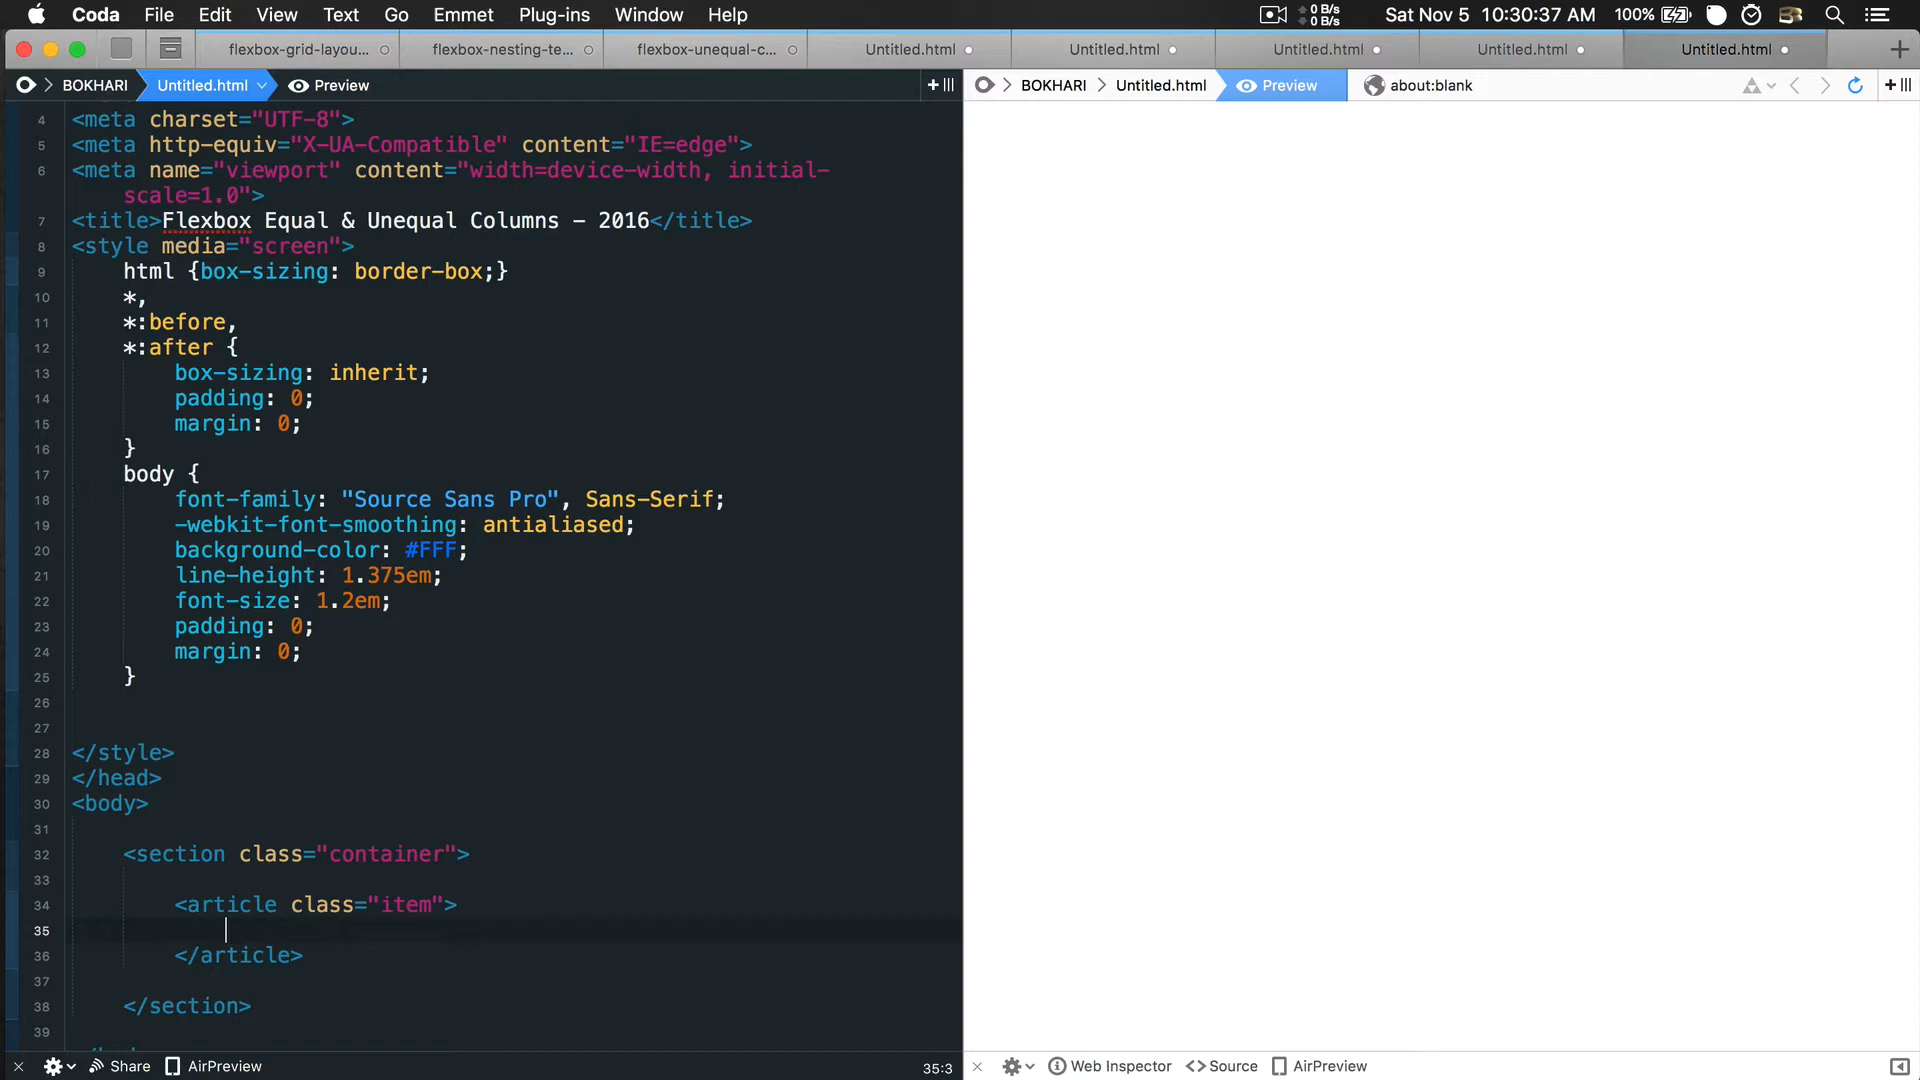 Coda File Edit View Text Go Emmet Plug-ins Window Help 0 B/s 0 B/s Sat Nov 5 10:30:37 AM 100%
flexbox-grid-layou... flexbox-nesting-te... flexbox-unequal-c... Untitled.html Untitled.html Untitled.html Untitled.html Untitled.html
BOKHARI Untitled.html Preview BOKHARI Untitled.html Preview about:blank
4 <meta charset="UTF-8">
5 <meta http-equiv="X-UA-Compatible" content="IE=edge">
6 <meta name="viewport" content="width=device-width, initial-
scale=1.0">
7 <title>Flexbox Equal & Unequal Columns - 2016</title>
8 <style media="screen">
9 html {box-sizing: border-box;}
10 *,
11 *:before,
12 *:after {
13 box-sizing: inherit;
14 padding: 0;
15 margin: 0;
16 }
17 body {
18 font-family: "Source Sans Pro", Sans-Serif;
19 -webkit-font-smoothing: antialiased;
20 background-color: #FFF;
21 line-height: 1.375em;
22 font-size: 1.2em;
23 padding: 0;
24 margin: 0;
25 }
26
27
28 </style>
29 </head>
30 <body>
31
32 <section class="container">
33
34 <article class="item">
35
36 </article>
37
38 </section>
39
Share AirPreview 35:3 Web Inspector Source AirPreview